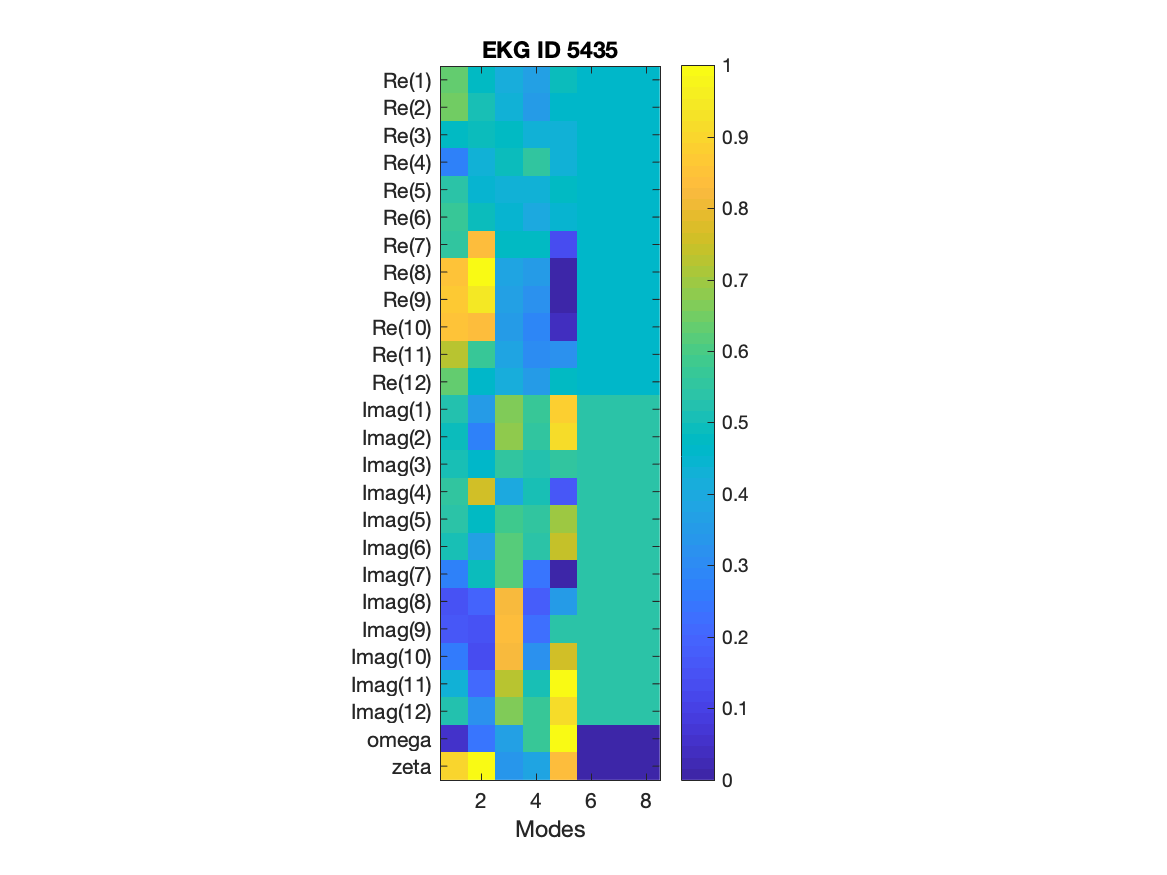 EKG ID 5435
Re(1)
Re(2)
Re(3)
Re(4)
Re(5)
Re(6)
Re(7)
Re(8)
Re(9)
Re(10)
Re(11)
Re(12)
Imag(1)
Imag(2)
Imag(3)
Imag(4)
Imag(5)
Imag(6)
Imag(7)
Imag(8)
Imag(9)
Imag(10)
Imag(11)
Imag(12)
omega
zeta
2 4 6 8
Modes
1
0.9
0.8
0.7
0.6
0.5
0.4
0.3
0.2
0.1
0